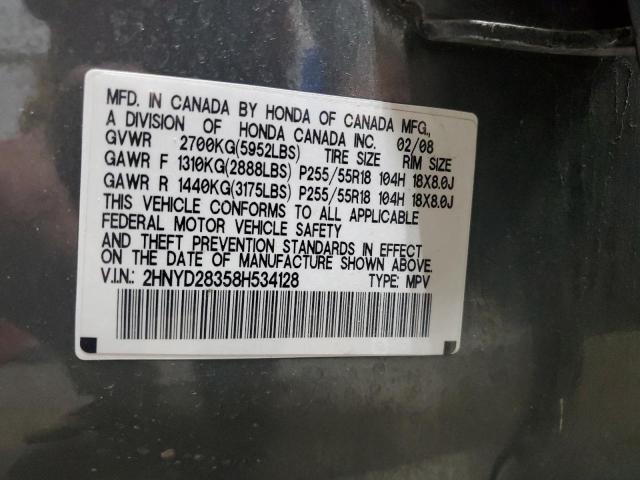 MFD. IN CANADA BY HONDA OF CANADA MFG.,
A DIVISION OF HONDA CANADA INC. 02/08
GVWR 2700KG(5952LBS) TIRE SIZE RIM SIZE
GAWR F 1310KG(2888LBS) P255/55R18 104H 18X8.0J
GAWR R 1440KG(3175LBS) P255/55R18 104H 18X8.0J
THIS VEHICLE CONFORMS TO ALL APPLICABLE
FEDERAL MOTOR VEHICLE SAFETY
AND THEFT PREVENTION STANDARDS IN EFFECT
ON THE DATE OF MANUFACTURE SHOWN ABOVE.
V.I.N.: 2HNYD28358H534128 TYPE: MPV